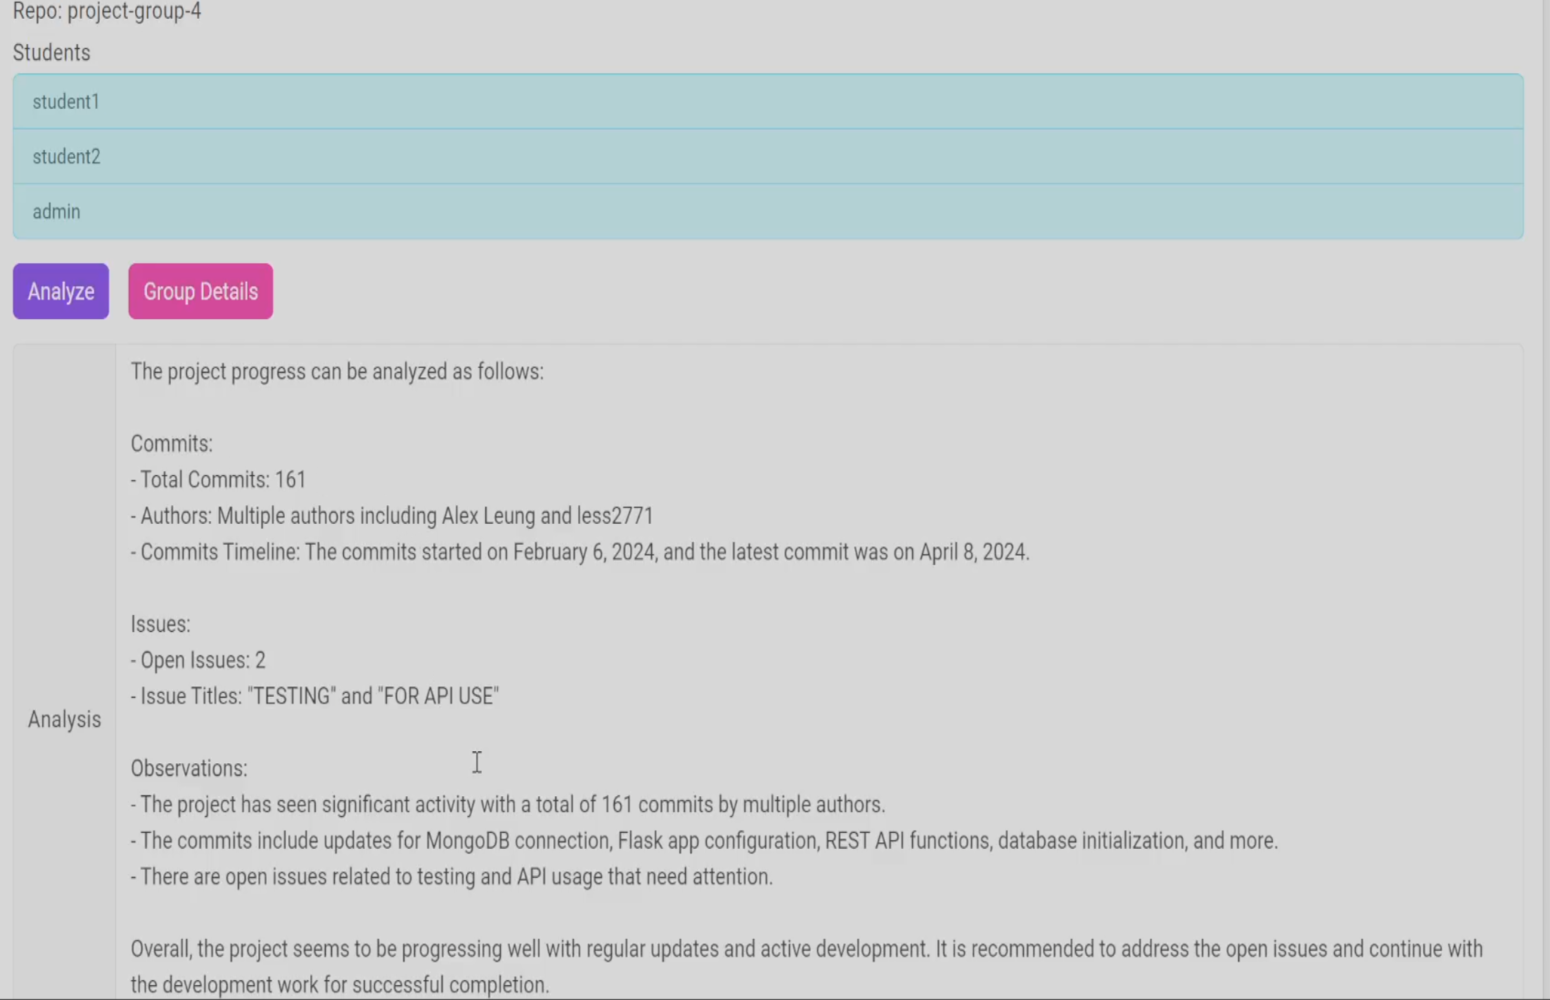 Repo: project-group-4
Students
student1
student2
admin
Analyze
Group Details
Analysis
The project progress can be analyzed as follows:
Commits:
- Total Commits: 161
- Authors: Multiple authors including Alex Leung and less2771
- Commits Timeline: The commits started on February 6, 2024, and the latest commit was on April 8, 2024.
Issues:
- Open Issues: 2
- Issue Titles: "TESTING" and "FOR API USE"
Observations:
- The project has seen significant activity with a total of 161 commits by multiple authors.
- The commits include updates for MongoDB connection, Flask app configuration, REST API functions, database initialization, and more.
- There are open issues related to testing and API usage that need attention.
Overall, the project seems to be progressing well with regular updates and active development. It is recommended to address the open issues and continue with
the development work for successful completion.